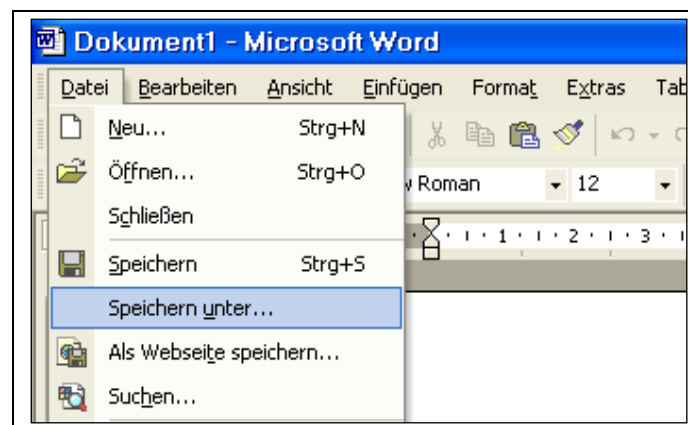 Dokument1 - Microsoft Word
Datei Bearbeiten Ansicht Einfügen Format Extras Tab
Neu... Strg+N
Öffnen... Strg+O
Roman 12
Schließen
1 2 3
Speichern Strg+S
Speichern unter...
Als Webseite speichern...
Suchen...